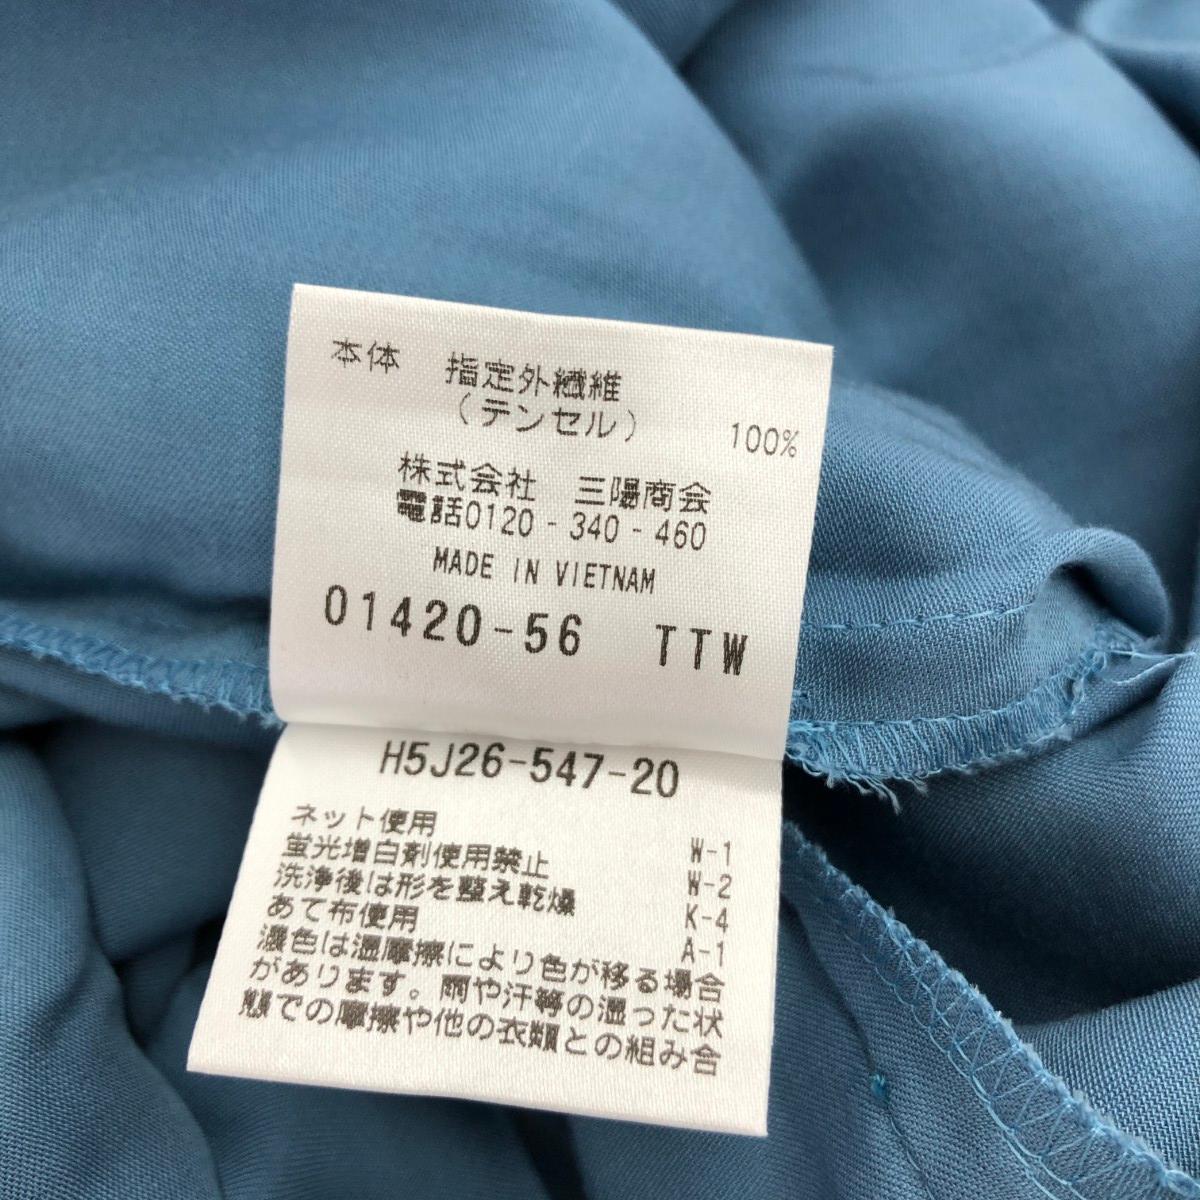 本体 指定外繊維
(テンセル) 100%
株式会社 三陽商会
電話0120-340-460
MADE IN VIETNAM
01420-56 TTW
H5J26-547-20
ネット使用 W-1
蛍光増白剤使用禁止 W-2
洗浄後は形を整え乾燥 K-4
あて布使用 A-1
濃色は湿摩擦により色が移る場合
があります。雨や汗等の湿った状
態での摩擦や他の衣類との組み合